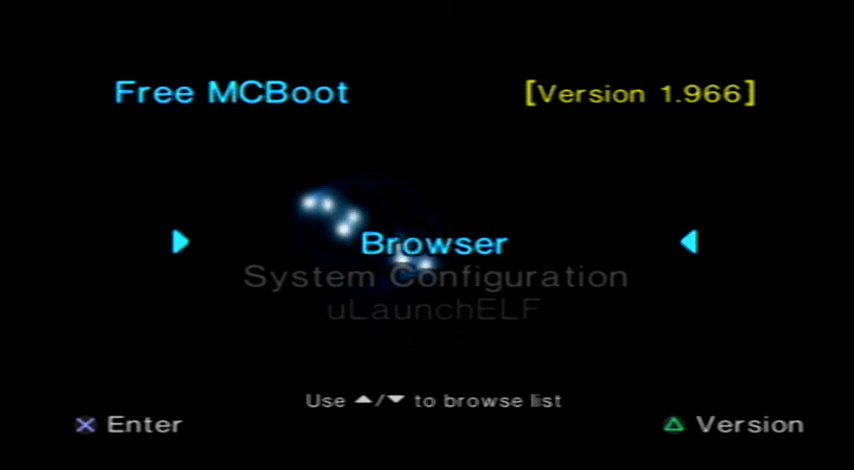 Free MCBoot [Version 1.966]
Browser
System Configuration
uLaunchELF
Use ▲/▼ to browse list
Enter Version